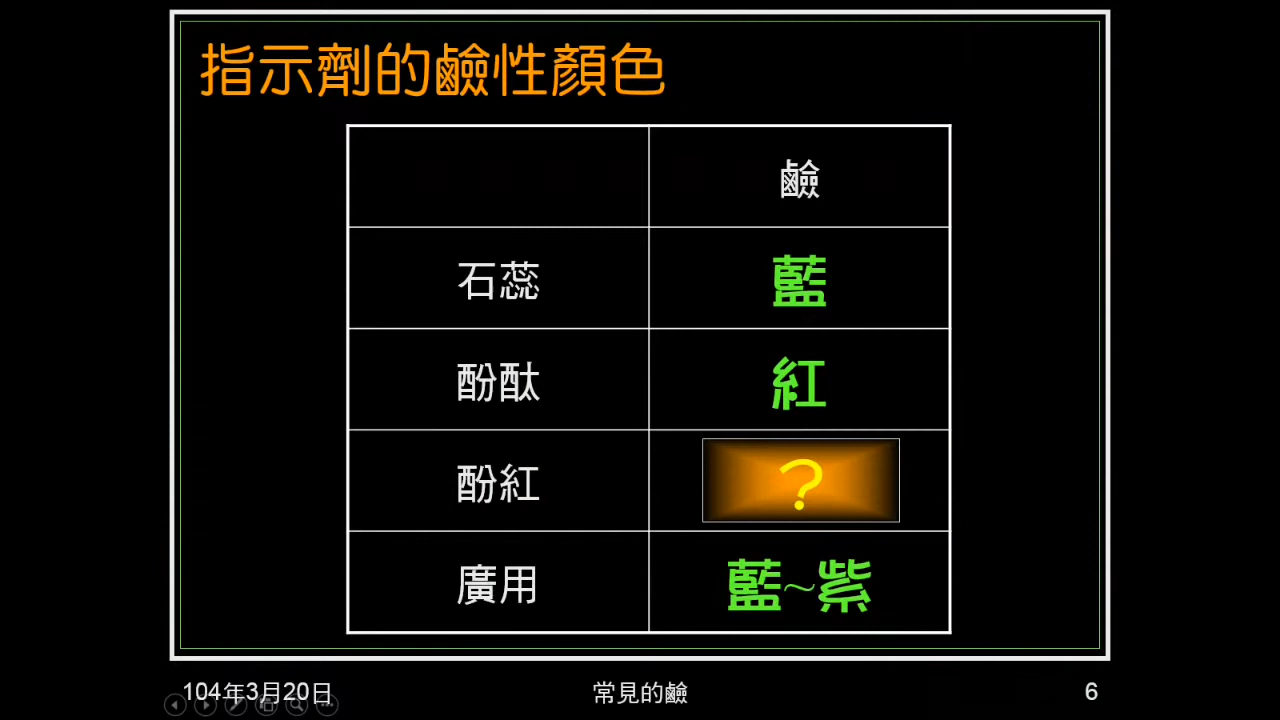 指示劑的鹼性顏色
鹼
石蕊 藍
酚酞 紅
酚紅 ?
廣用 藍~紫
104年3月20日 常見的鹼 6